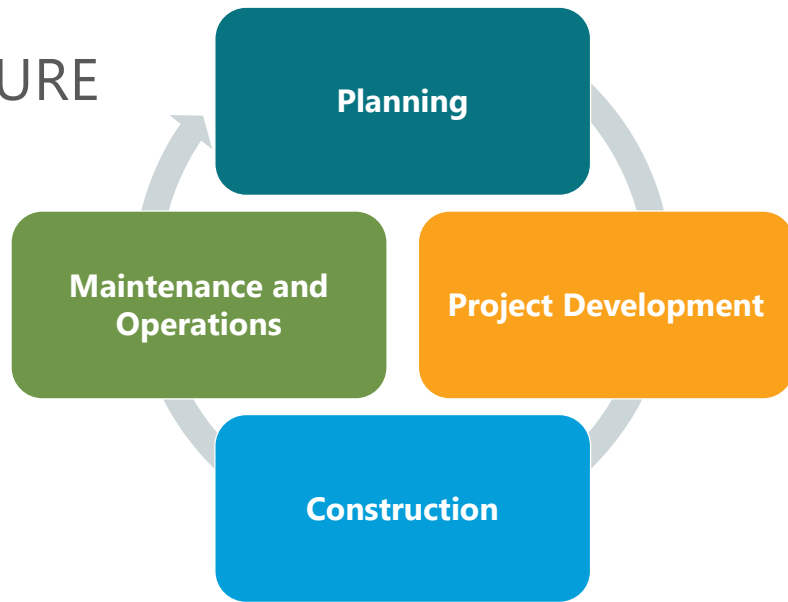 URE
Planning
Maintenance and
Operations
Project Development
Construction